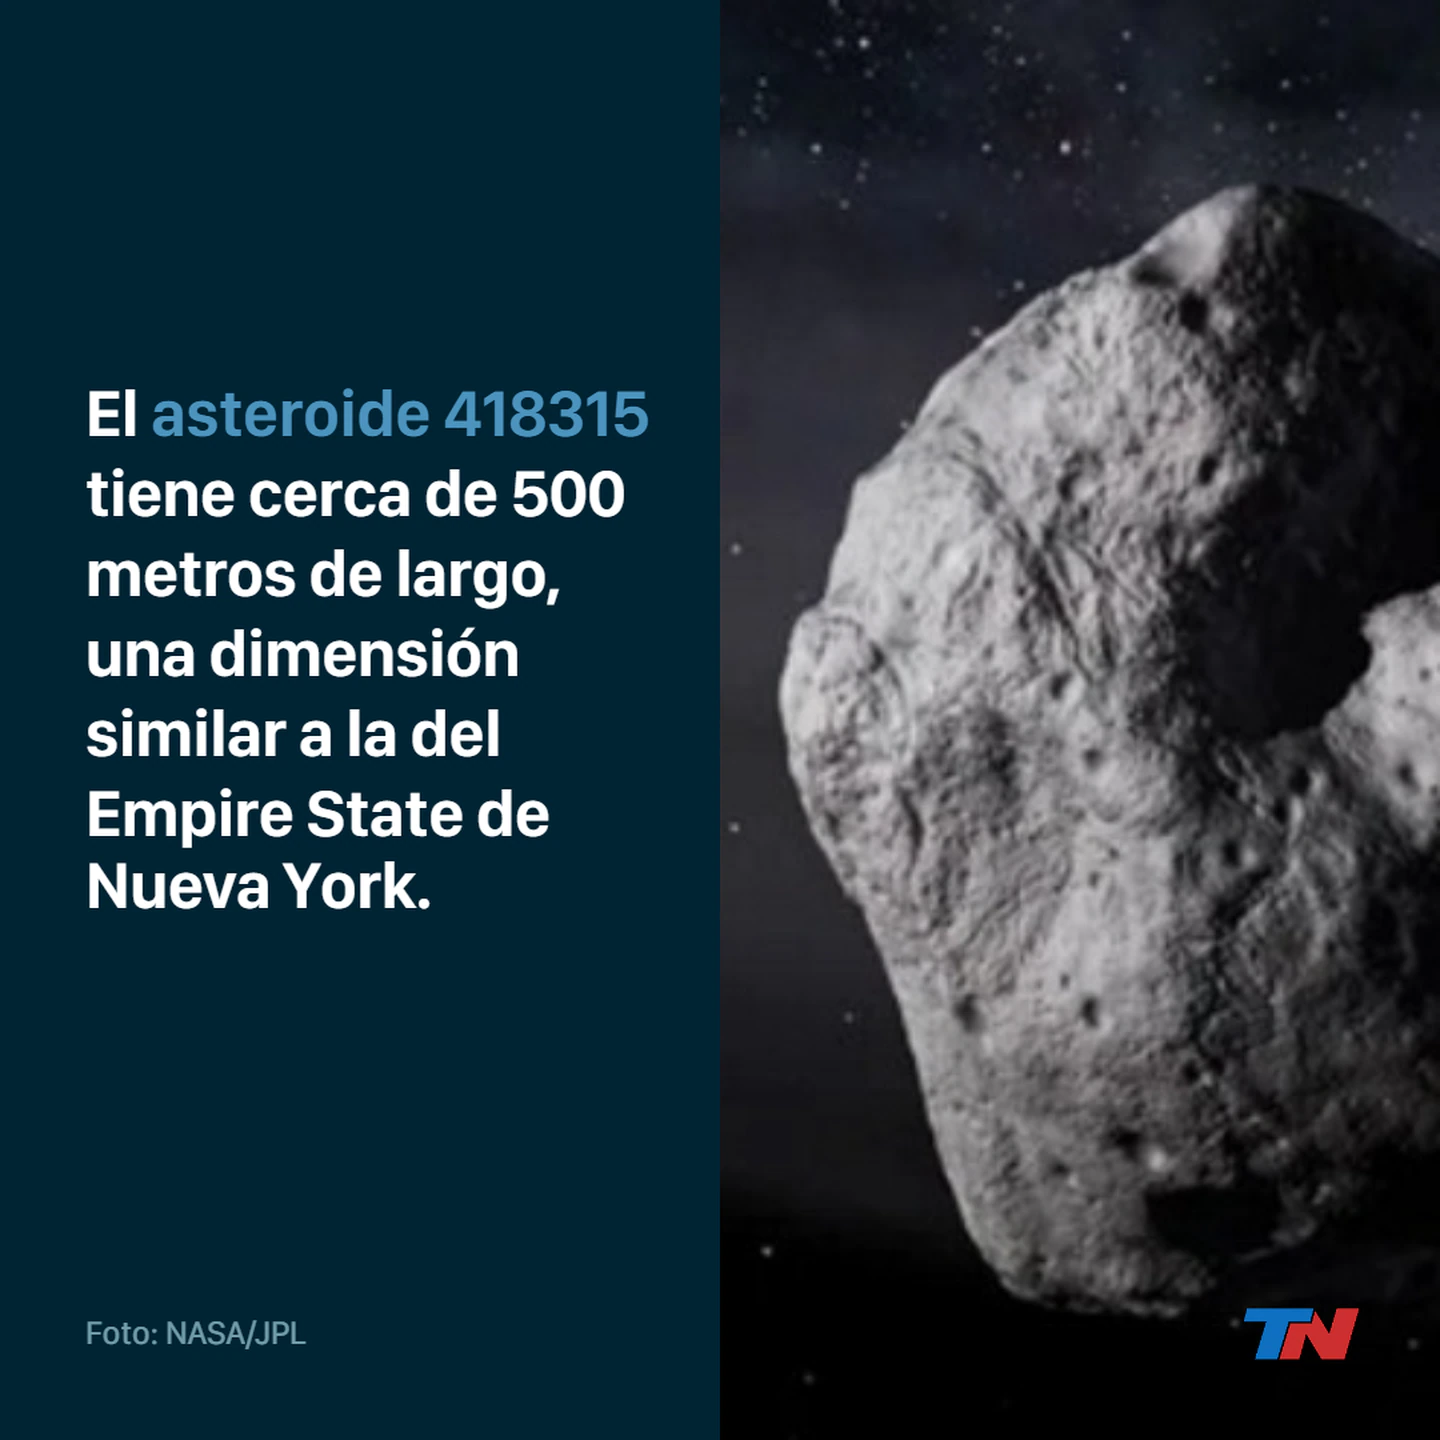 El asteroide 418315
tiene cerca de 500
metros de largo,
una dimensión
similar a la del
Empire State de
Nueva York.
Foto: NASA/JPL
TN